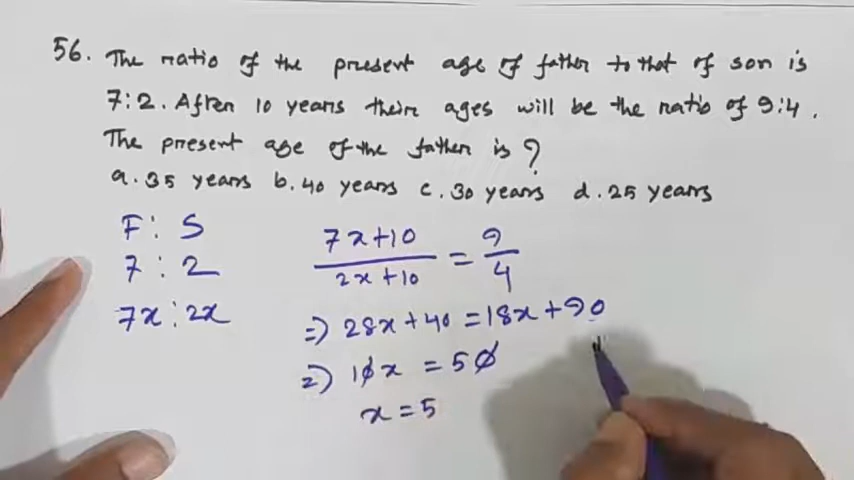 56. The ratio of the present age of father to that of son is
7:2. After 10 years their ages will be the ratio of 9:4.
The present age of the father is ?
a. 35 years b. 40 years c. 30 years d. 25 years
F : S
7 : 2
7x : 2x
7x+10 / 2x+10 = 9 / 4
=> 28x + 40 = 18x + 90
=> 10x = 50
x = 5